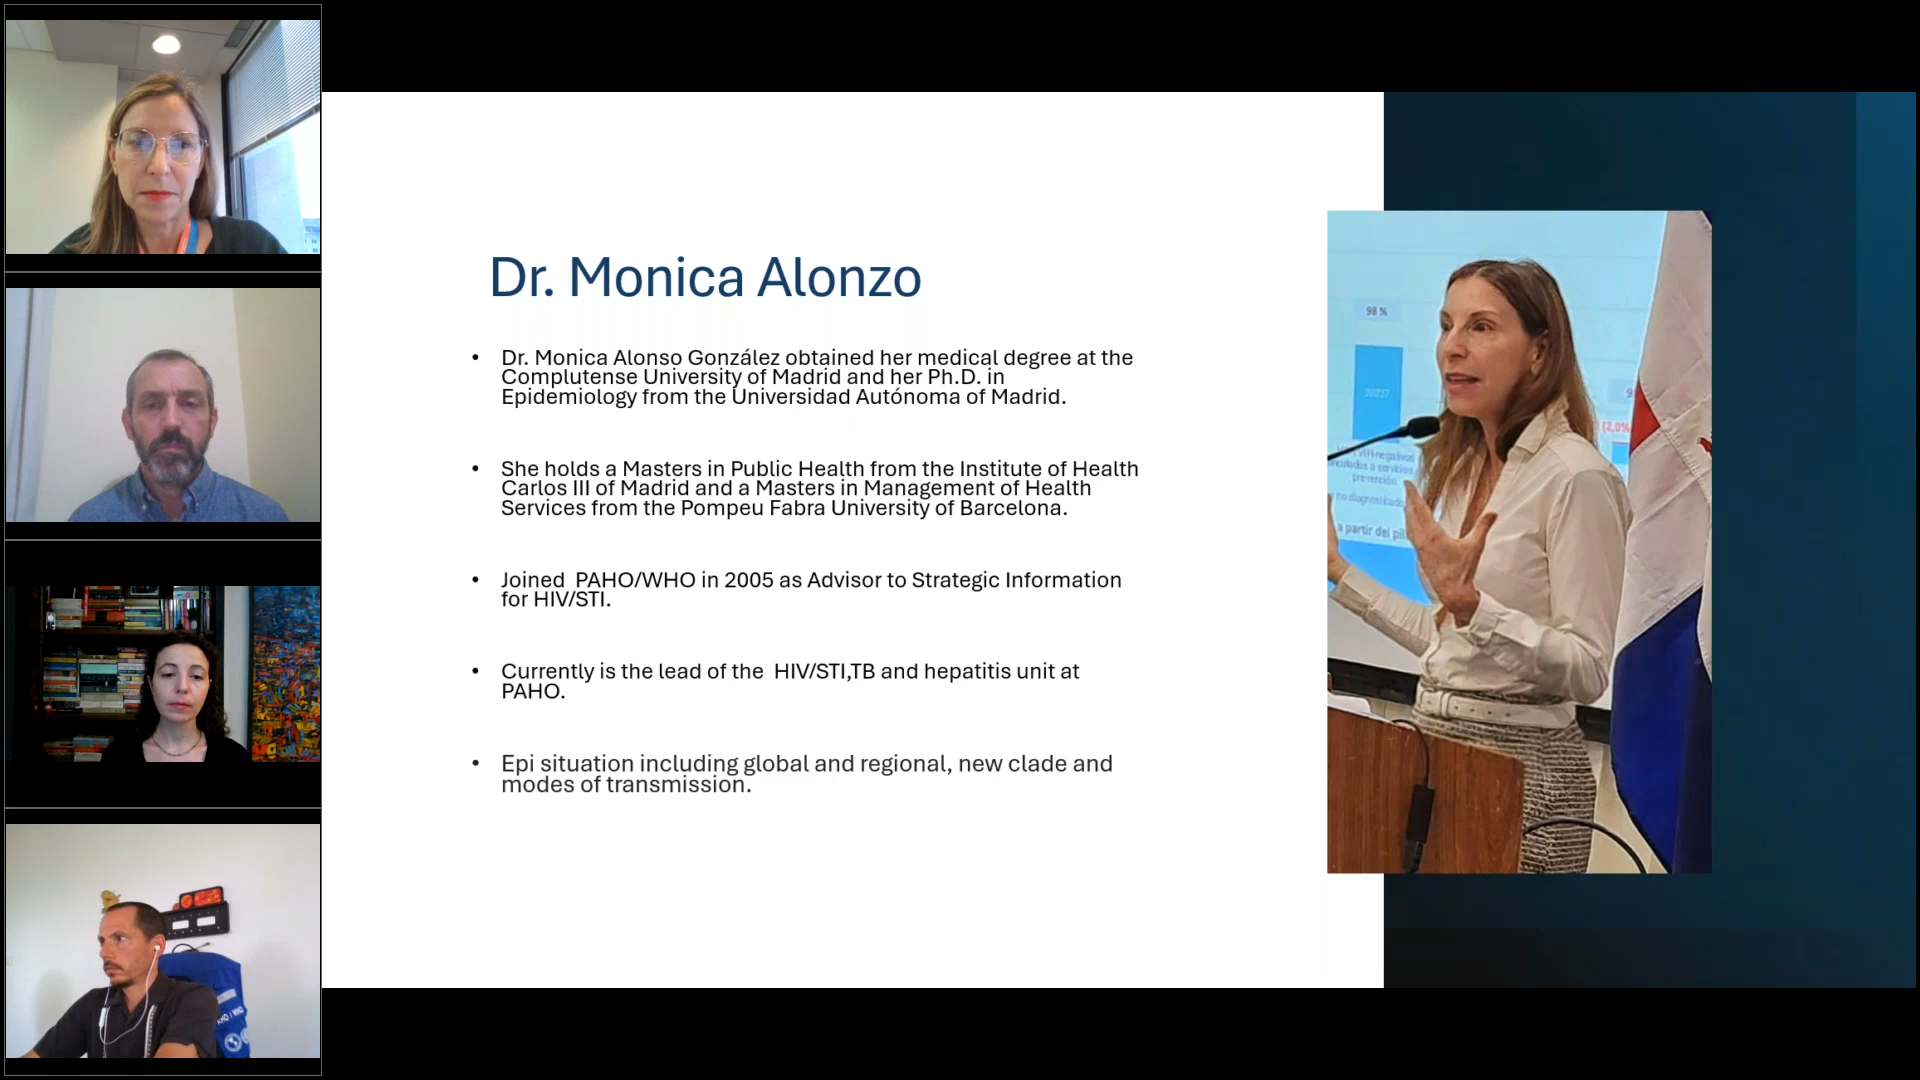 Dr. Monica Alonzo
• Dr. Monica Alonso González obtained her medical degree at the
Complutense University of Madrid and her Ph.D. in
Epidemiology from the Universidad Autónoma of Madrid.
• She holds a Masters in Public Health from the Institute of Health
Carlos III of Madrid and a Masters in Management of Health
Services from the Pompeu Fabra University of Barcelona.
• Joined  PAHO/WHO in 2005 as Advisor to Strategic Information
for HIV/STI.
• Currently is the lead of the  HIV/STI,TB and hepatitis unit at
PAHO.
• Epi situation including global and regional, new clade and
modes of transmission.
98 %
(2,0%
prevención
a partir del